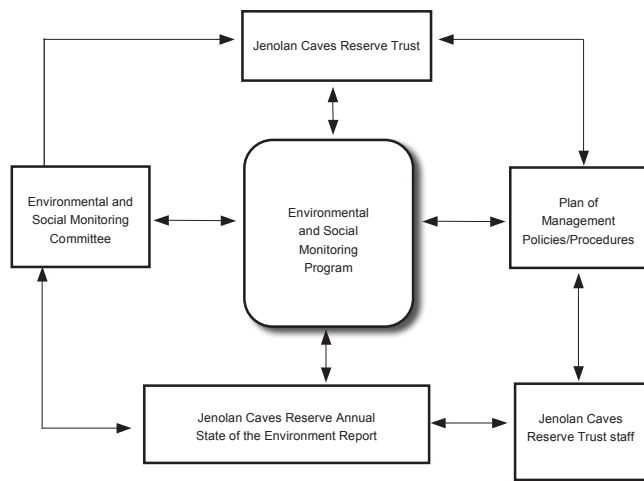 Jenolan Caves Reserve Trust
Environmental and
Social Monitoring
Committee
Environmental
and Social
Monitoring
Program
Plan of
Management
Policies/Procedures
Jenolan Caves Reserve Annual
State of the Environment Report
Jenolan Caves
Reserve Trust staff